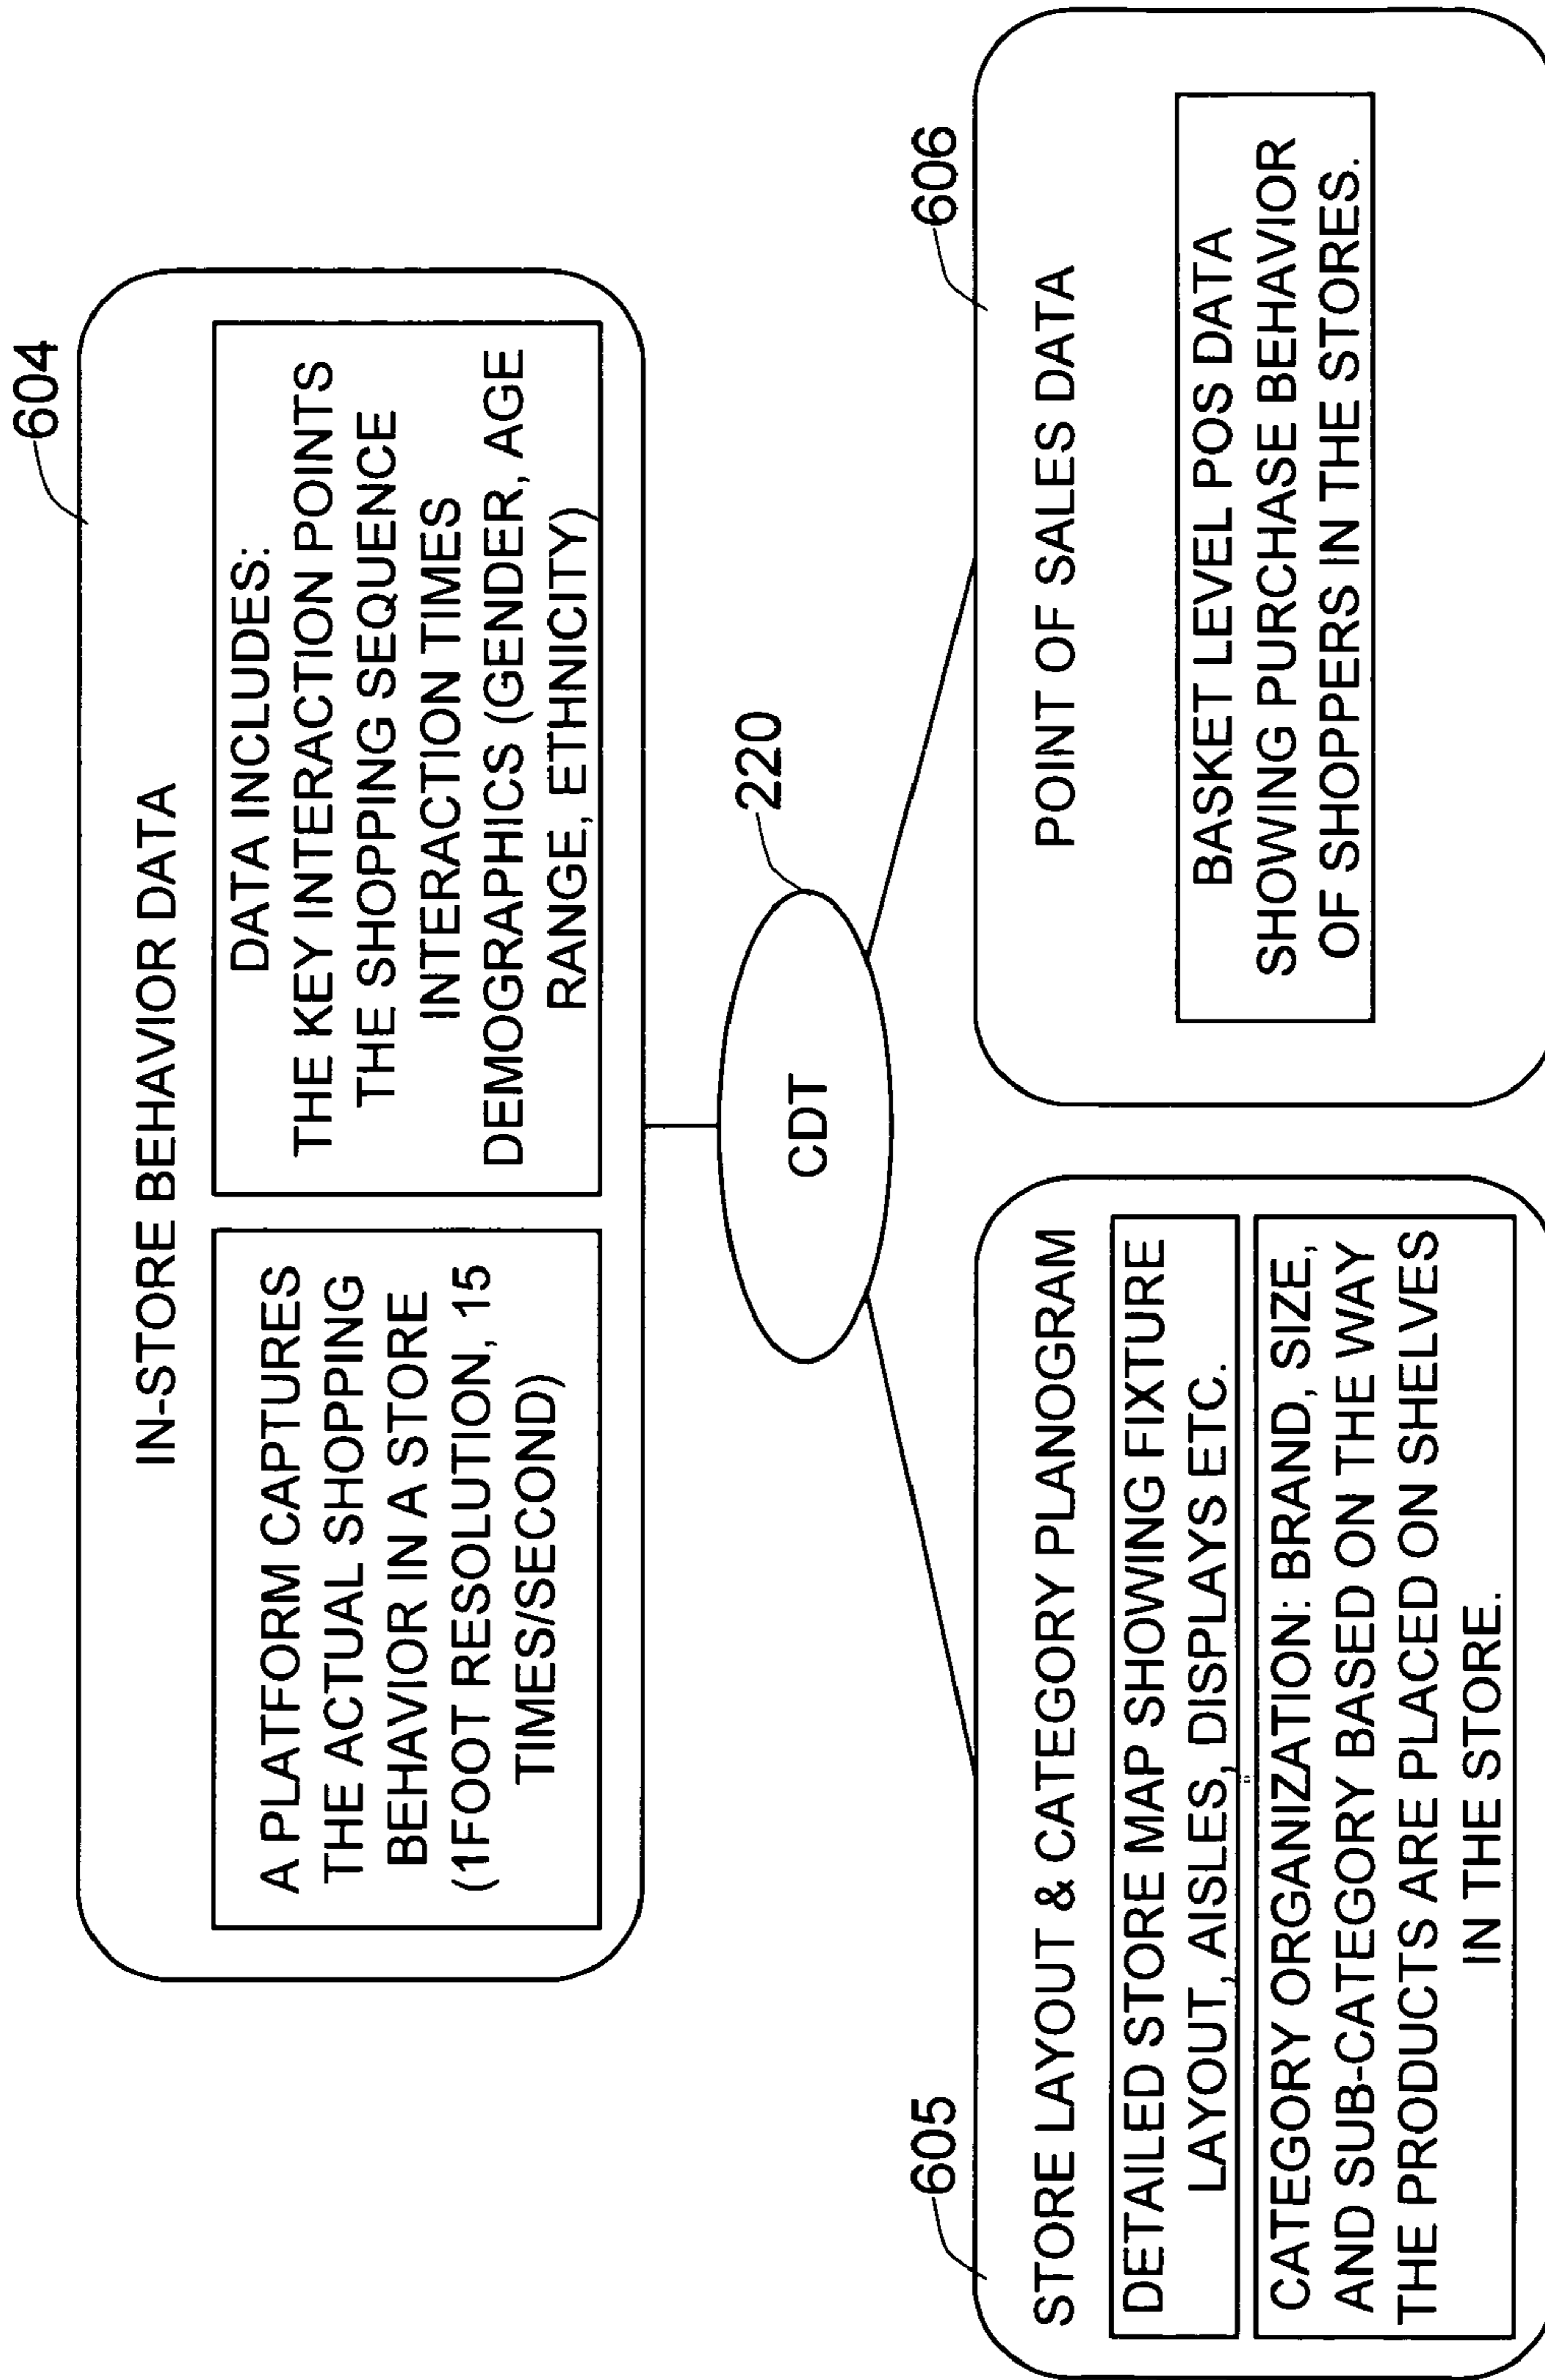 604
IN-STORE BEHAVIOR DATA
A PLATFORM CAPTURES
THE ACTUAL SHOPPING
BEHAVIOR IN A STORE
(1FOOT RESOLUTION, 15
TIMES/SECOND)
DATA INCLUDES:
THE KEY INTERACTION POINTS
THE SHOPPING SEQUENCE
INTERACTION TIMES
DEMOGRAPHICS (GENDER, AGE
RANGE, ETHNICITY)
220
CDT
605
STORE LAYOUT & CATEGORY PLANOGRAM
DETAILED STORE MAP SHOWING FIXTURE
LAYOUT, AISLES, DISPLAYS ETC.
CATEGORY ORGANIZATION: BRAND, SIZE,
AND SUB-CATEGORY BASED ON THE WAY
THE PRODUCTS ARE PLACED ON SHELVES
IN THE STORE.
606
POINT OF SALES DATA
BASKET LEVEL POS DATA
SHOWING PURCHASE BEHAVIOR
OF SHOPPERS IN THE STORES.